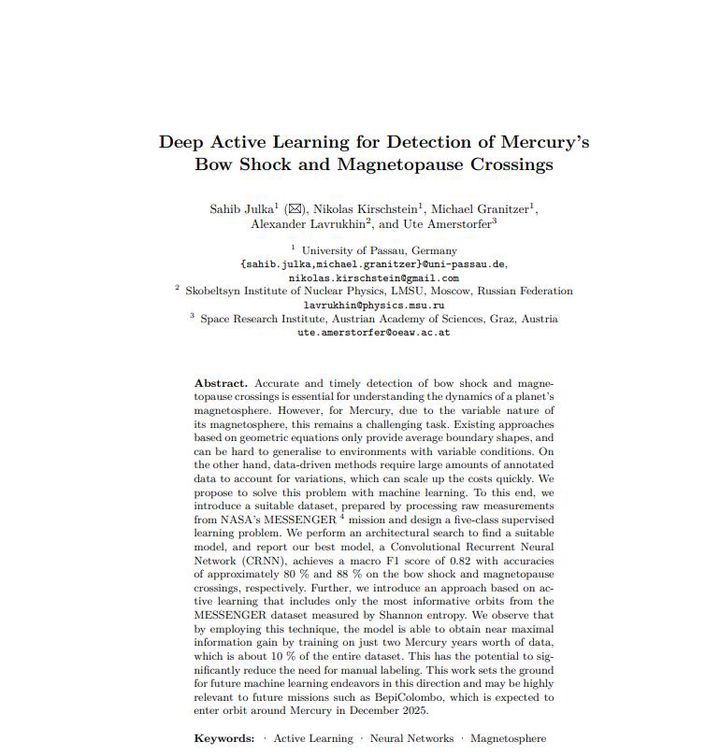 Deep Active Learning for Detection of Mercury's
Bow Shock and Magnetopause Crossings
Sahib Julka¹ (✉), Nikolas Kirschstein¹, Michael Granitzer¹,
Alexander Lavrukhin², and Ute Amerstorfer³
¹ University of Passau, Germany
{sahib.julka,michael.granitzer}@uni-passau.de,
nikolas.kirschstein@gmail.com
² Skobeltsyn Institute of Nuclear Physics, LMSU, Moscow, Russian Federation
lavrukhin@physics.msu.ru
³ Space Research Institute, Austrian Academy of Sciences, Graz, Austria
ute.amerstorfer@oeaw.ac.at
Abstract. Accurate and timely detection of bow shock and magne-
topause crossings is essential for understanding the dynamics of a planet's
magnetosphere. However, for Mercury, due to the variable nature of
its magnetosphere, this remains a challenging task. Existing approaches
based on geometric equations only provide average boundary shapes, and
can be hard to generalise to environments with variable conditions. On
the other hand, data-driven methods require large amounts of annotated
data to account for variations, which can scale up the costs quickly. We
propose to solve this problem with machine learning. To this end, we
introduce a suitable dataset, prepared by processing raw measurements
from NASA's MESSENGER ⁴ mission and design a five-class supervised
learning problem. We perform an architectural search to find a suitable
model, and report our best model, a Convolutional Recurrent Neural
Network (CRNN), achieves a macro F1 score of 0.82 with accuracies
of approximately 80 % and 88 % on the bow shock and magnetopause
crossings, respectively. Further, we introduce an approach based on ac-
tive learning that includes only the most informative orbits from the
MESSENGER dataset measured by Shannon entropy. We observe that
by employing this technique, the model is able to obtain near maximal
information gain by training on just two Mercury years worth of data,
which is about 10 % of the entire dataset. This has the potential to sig-
nificantly reduce the need for manual labeling. This work sets the ground
for future machine learning endeavors in this direction and may be highly
relevant to future missions such as BepiColombo, which is expected to
enter orbit around Mercury in December 2025.
Keywords: · Active Learning · Neural Networks · Magnetosphere